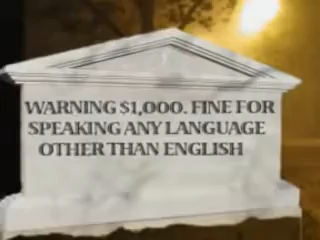 WARNING $1,000. FINE FOR
SPEAKING ANY LANGUAGE
OTHER THAN ENGLISH